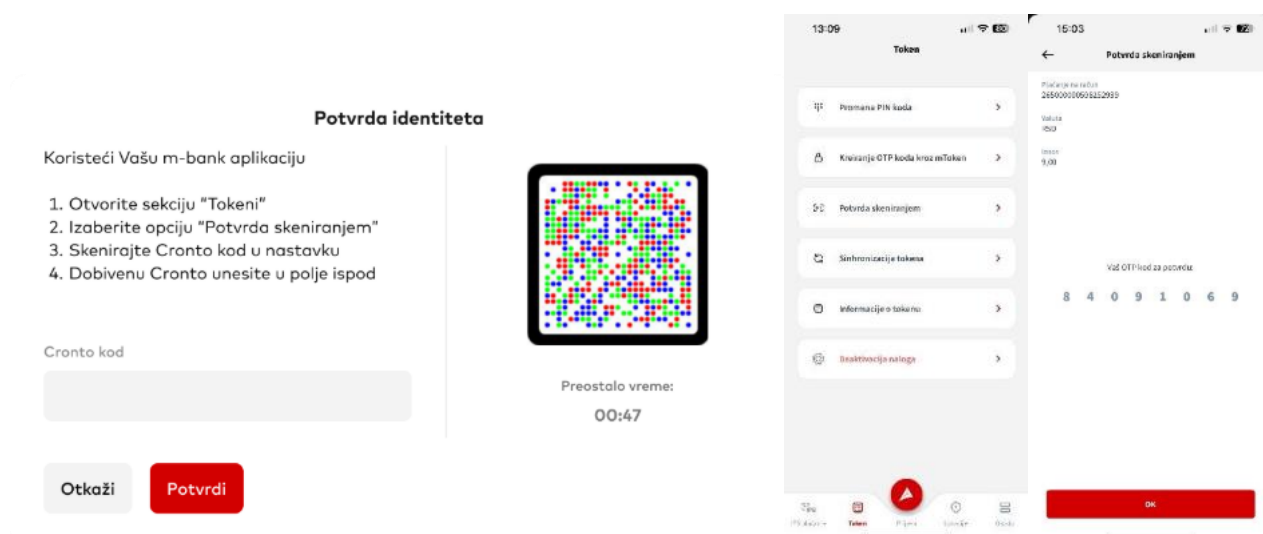 Potvrda identiteta
Koristeći Vašu m-bank aplikaciju
1. Otvorite sekciju "Tokeni"
2. Izaberite opciju "Potvrda skeniranjem"
3. Skenirajte Cronto kod u nastavku
4. Dobivenu Cronto unesite u polje ispod
Cronto kod
Preostalo vreme:
00:47
Otkaži
Potvrdi
13:09
Token
Promena PIN koda
Kreiranje OTP koda kroz mToken
Potvrda skeniranjem
Sinhronizacija tokena
Informacije o tokenu
Deaktivacija naloga
Token
15:03
Potvrda skeniranjem
Plaćanje na račun
Valuta
RSD
Iznos
9,00
Vaš OTP kod za potvrdu:
8 4 0 9 1 0 6 9
OK